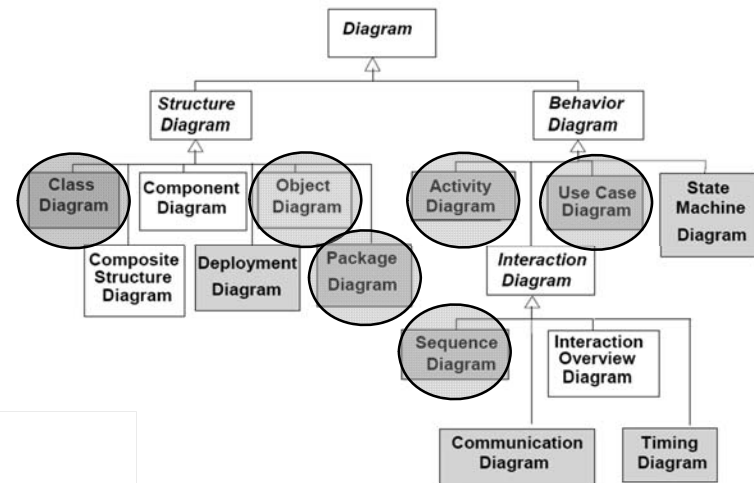 Diagram
Structure
Diagram
Behavior
Diagram
Class
Diagram
Component
Diagram
Object
Diagram
Activity
Diagram
Use Case
Diagram
State
Machine
Diagram
Composite
Structure
Diagram
Deployment
Diagram
Package
Diagram
Interaction
Diagram
Sequence
Diagram
Interaction
Overview
Diagram
Communication
Diagram
Timing
Diagram